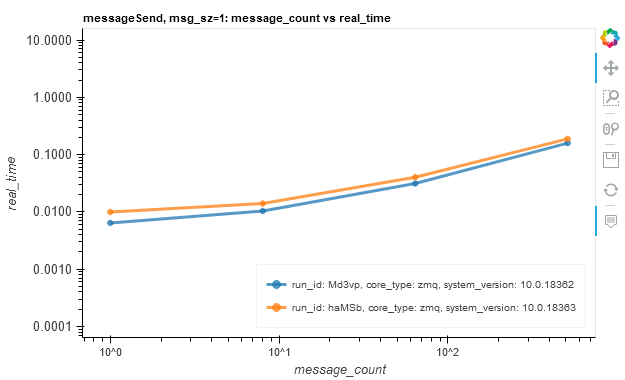 messageSend, msg_sz=1: message_count vs real_time
10.0000
1.0000
0.1000
0.0100
0.0010
0.0001
real_time
run_id: Md3vp, core_type: zmq, system_version: 10.0.18362
run_id: haMSb, core_type: zmq, system_version: 10.0.18363
10^0
10^1
10^2
message_count